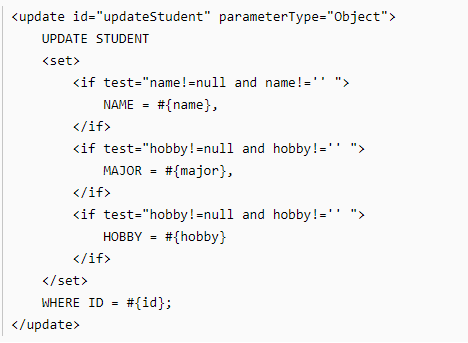 <update id="updateStudent" parameterType="Object">
    UPDATE STUDENT
    <set>
        <if test="name!=null and name!='' ">
            NAME = #{name},
        </if>
        <if test="hobby!=null and hobby!='' ">
            MAJOR = #{major},
        </if>
        <if test="hobby!=null and hobby!='' ">
            HOBBY = #{hobby}
        </if>
    </set>
    WHERE ID = #{id};
</update>